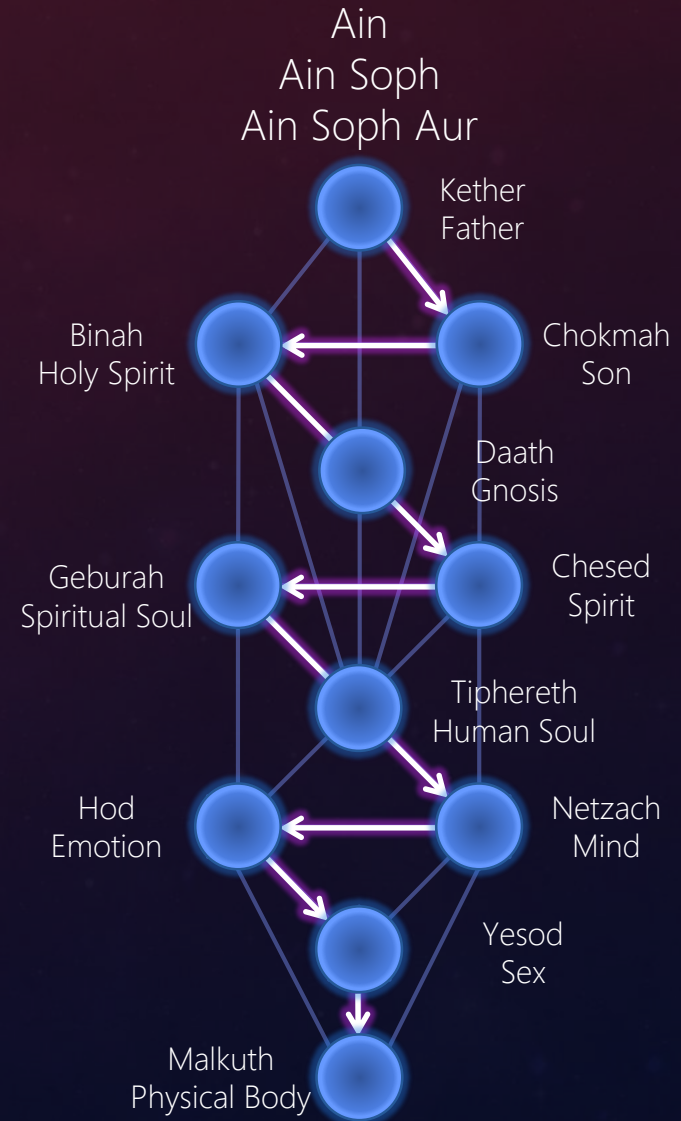 Ain
Ain Soph
Ain Soph Aur
Kether
Father
Binah
Holy Spirit
Chokmah
Son
Daath
Gnosis
Geburah
Spiritual Soul
Chesed
Spirit
Tiphereth
Human Soul
Hod
Emotion
Netzach
Mind
Yesod
Sex
Malkuth
Physical Body